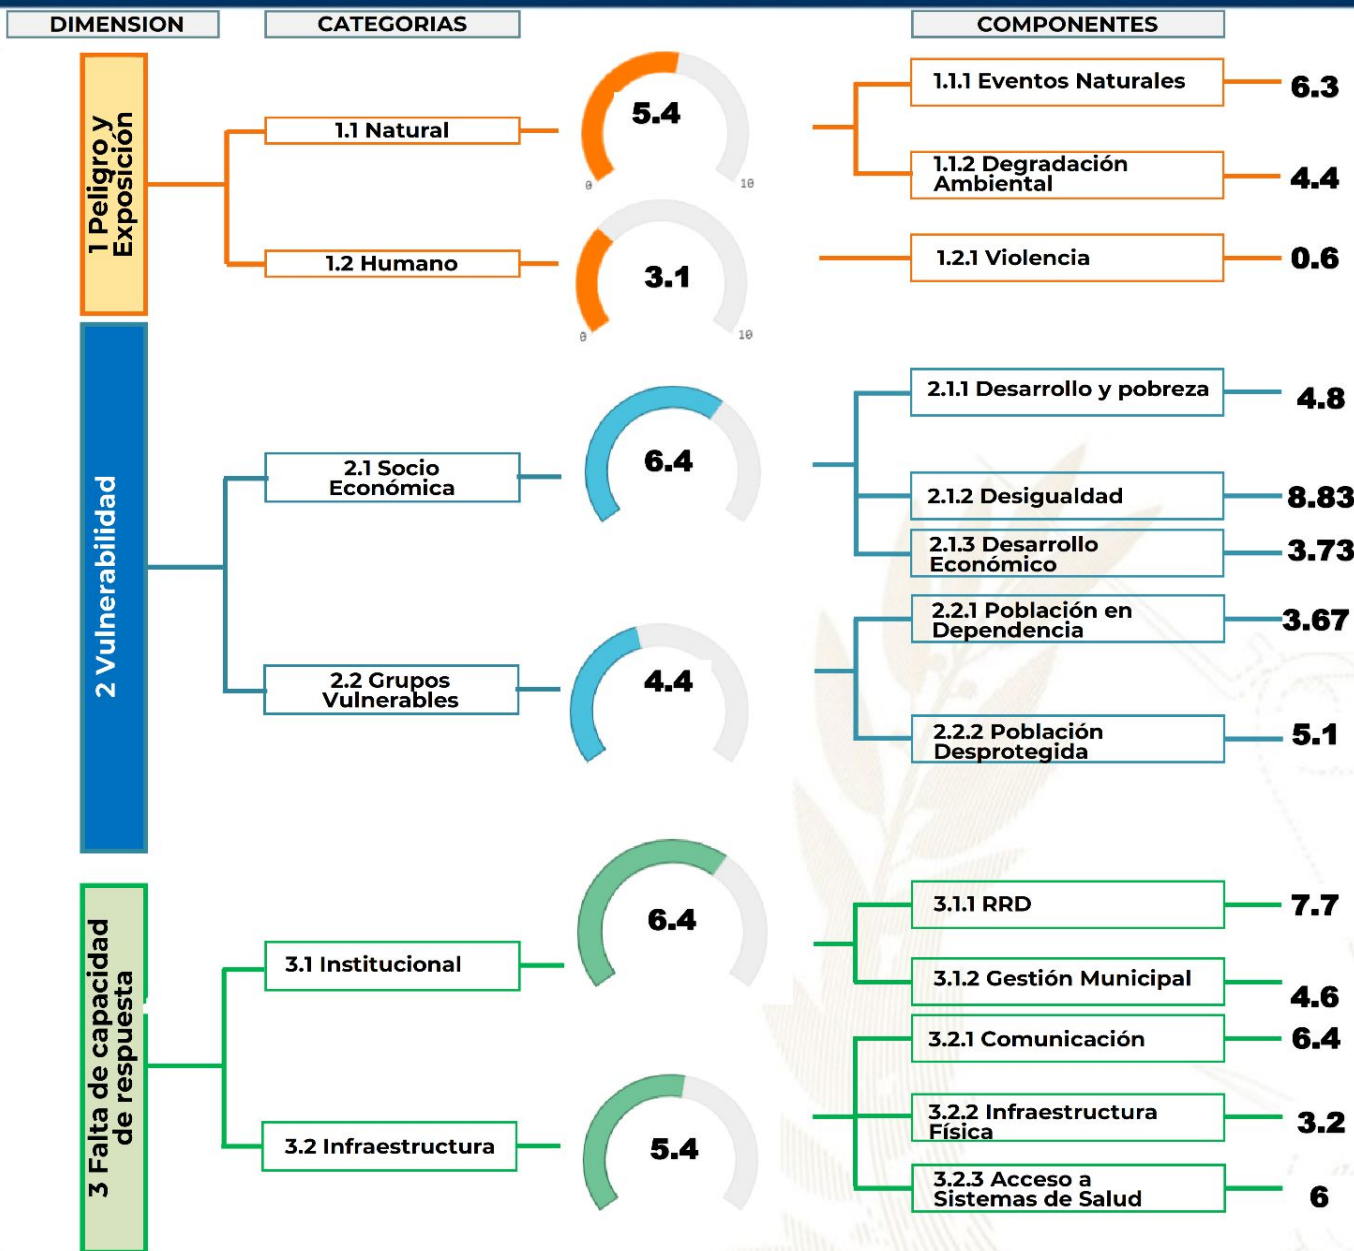 DIMENSION
CATEGORIAS
COMPONENTES
1 Peligro y
Exposición
1.1 Natural
5.4
0
10
1.1.1 Eventos Naturales
6.3
1.1.2 Degradación
Ambiental
4.4
1.2 Humano
3.1
0
10
1.2.1 Violencia
0.6
2 Vulnerabilidad
2.1 Socio
Económica
6.4
2.1.1 Desarrollo y pobreza
4.8
2.1.2 Desigualdad
8.83
2.1.3 Desarrollo
Económico
3.73
2.2 Grupos
Vulnerables
4.4
2.2.1 Población en
Dependencia
3.67
2.2.2 Población
Desprotegida
5.1
3 Falta de capacidad
de respuesta
3.1 Institucional
6.4
3.1.1 RRD
7.7
3.1.2 Gestión Municipal
4.6
3.2 Infraestructura
5.4
3.2.1 Comunicación
6.4
3.2.2 Infraestructura
Física
3.2
3.2.3 Acceso a
Sistemas de Salud
6